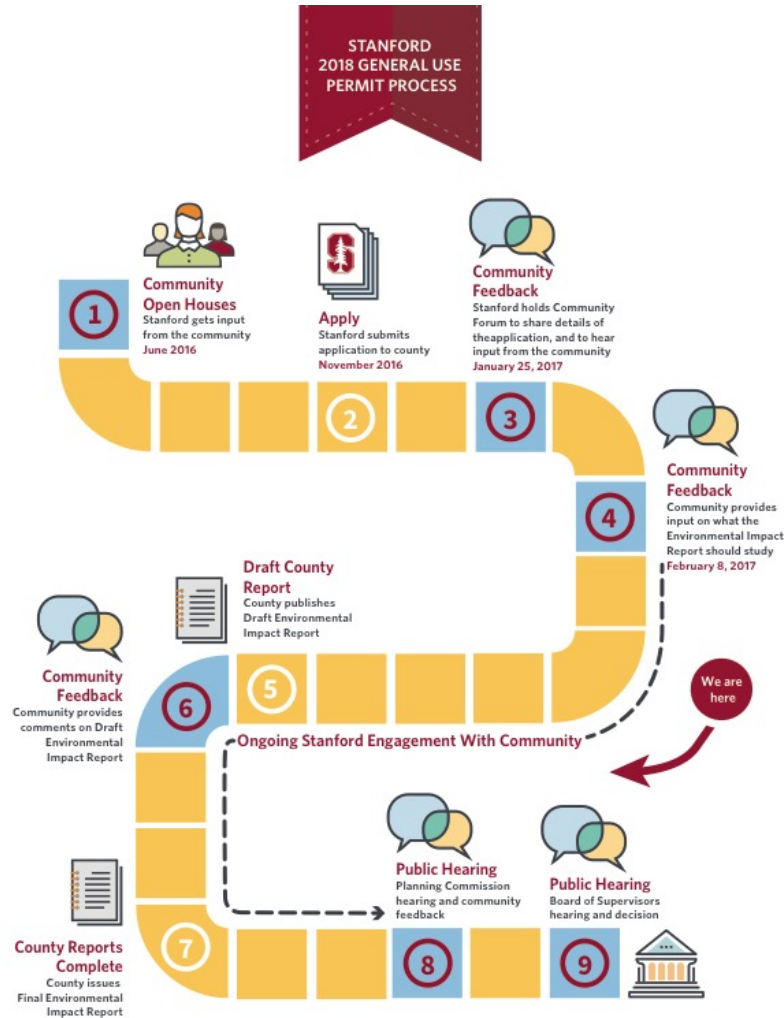 STANFORD
2018 GENERAL USE
PERMIT PROCESS
1
Community
Open Houses
Stanford gets input
from the community
June 2016
S
Apply
Stanford submits
application to county
November 2016
2
Community
Feedback
Stanford holds Community
Forum to share details of
theapplication, and to hear
input from the community
January 25, 2017
3
4
Community
Feedback
Community provides
input on what the
Environmental Impact
Report should study
February 8, 2017
Draft County
Report
County publishes
Draft Environmental
Impact Report
5
Community
Feedback
Community provides
comments on Draft
Environmental
Impact Report
6
We are
here
Ongoing Stanford Engagement With Community
County Reports
Complete
County issues
Final Environmental
Impact Report
7
Public Hearing
Planning Commission
hearing and community
feedback
8
Public Hearing
Board of Supervisors
hearing and decision
9